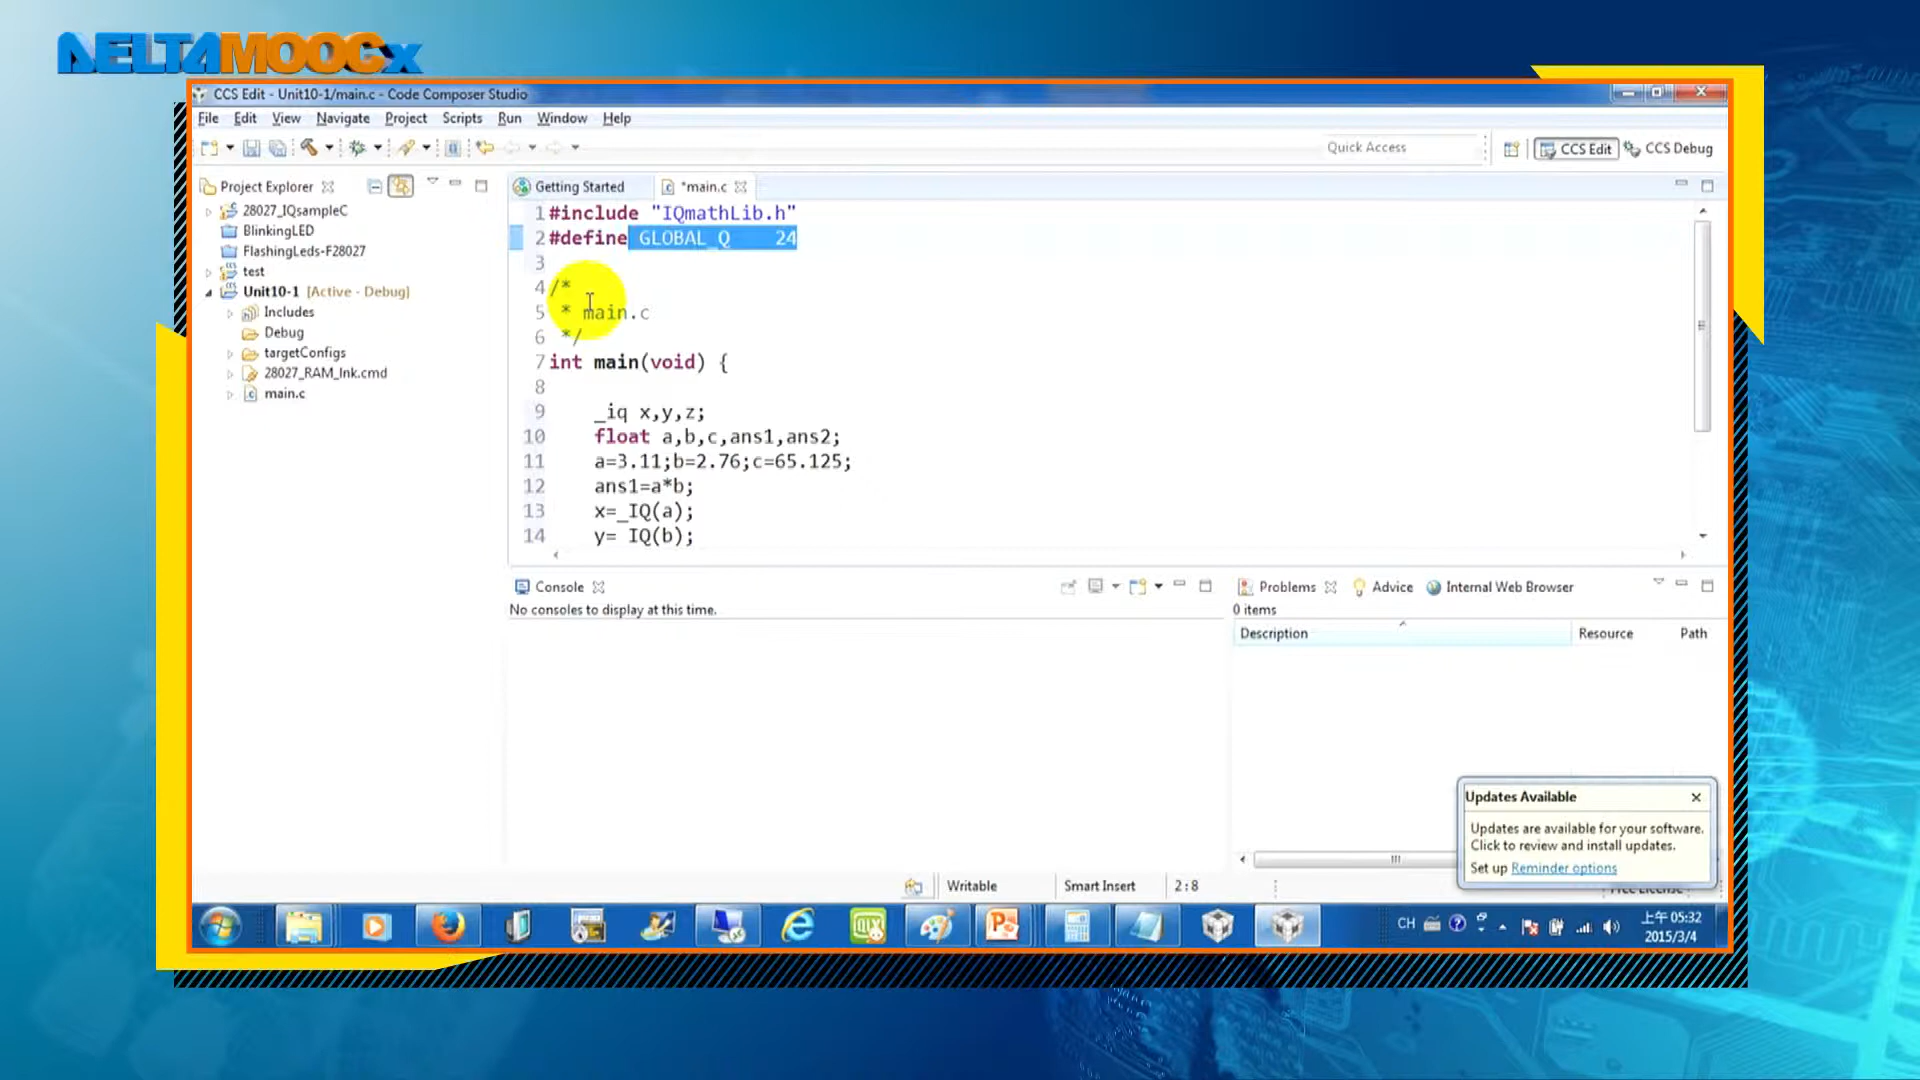 DELTAMOOCx
CCS Edit - Unit10-1/main.c - Code Composer Studio
File Edit View Navigate Project Scripts Run Window Help
Quick Access
CCS Edit
CCS Debug
Project Explorer
28027_IQsampleC
BlinkingLED
FlashingLeds-F28027
test
Unit10-1 [Active - Debug]
Includes
Debug
targetConfigs
28027_RAM_lnk.cmd
main.c
Getting Started
*main.c
1 #include "IQmathLib.h"
2 #define GLOBAL_Q 24
3
4 /*
5 * main.c
6 */
7 int main(void) {
8
9 _iq x,y,z;
10 float a,b,c,ans1,ans2;
11 a=3.11;b=2.76;c=65.125;
12 ans1=a*b;
13 x=_IQ(a);
14 y= IQ(b);
Console
No consoles to display at this time.
Problems
Advice
Internal Web Browser
0 items
Description Resource Path
Updates Available
Updates are available for your software.
Click to review and install updates.
Set up Reminder options
Writable
Smart Insert
2 : 8
CH
上午 05:32
2015/3/4